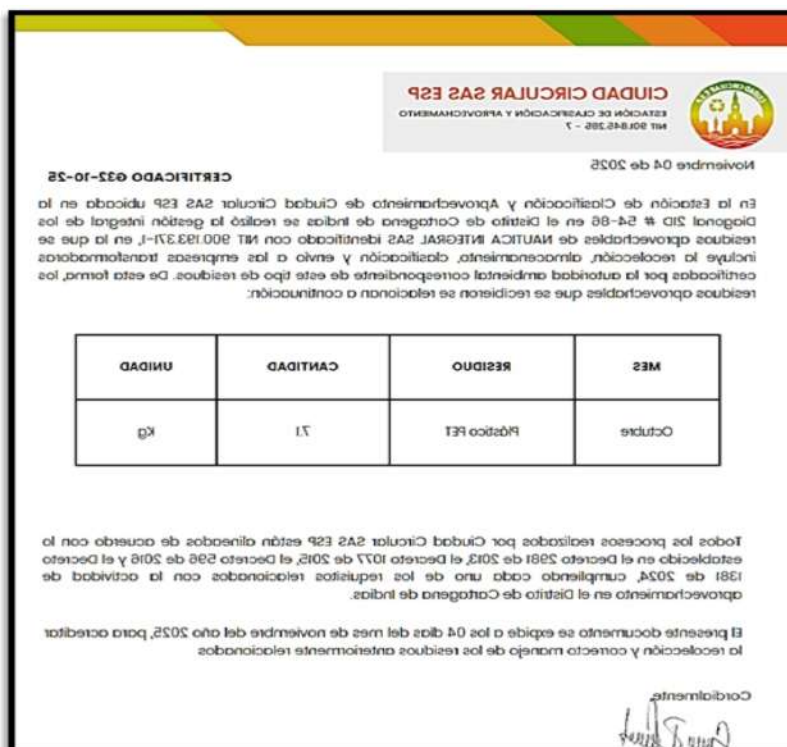 CIUDAD CIRCULAR SAS ESP
ESTACIÓN DE CLASIFICACIÓN Y APROVECHAMIENTO
NIT 901.845.285 - 7
Noviembre 04 de 2025
CERTIFICADO G32-10-25
En la Estación de Clasificación y Aprovechamiento de Ciudad Circular SAS ESP ubicada en la
Diagonal 21D # 54-86 en el Distrito de Cartagena de Indias se realizó la gestión integral de los
residuos aprovechables de NAUTICA INTEGRAL SAS identificado con NIT 900.193.371-1, en la que se
incluye la recolección, almacenamiento, clasificación y envío a las empresas transformadoras
certificadas por la autoridad ambiental correspondiente de este tipo de residuos. De esta forma, los
residuos aprovechables que se recibieron se relacionan a continuación:
MES RESIDUO CANTIDAD UNIDAD
Octubre Plástico PET 7.1 Kg
Todos los procesos realizados por Ciudad Circular SAS ESP están alineados de acuerdo con lo
establecido en el Decreto 2981 de 2013, el Decreto 1077 de 2015, el Decreto 596 de 2016 y el Decreto
1381 de 2024, cumpliendo cada uno de los requisitos relacionados con la actividad de
aprovechamiento en el Distrito de Cartagena de Indias.
El presente documento se expide a los 04 días del mes de noviembre del año 2025, para acreditar
la recolección y correcto manejo de los residuos anteriormente relacionados
Cordialmente,